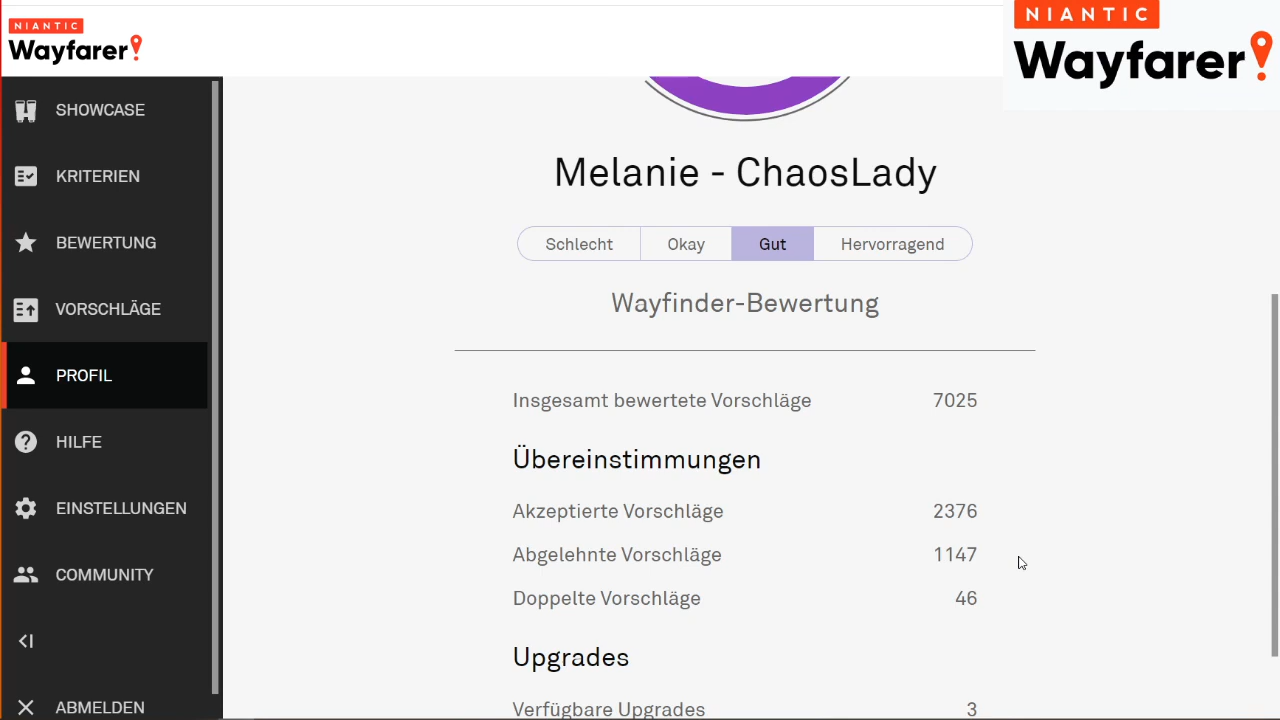 NIANTIC
Wayfarer
NIANTIC
Wayfarer
SHOWCASE
KRITERIEN
BEWERTUNG
VORSCHLÄGE
PROFIL
HILFE
EINSTELLUNGEN
COMMUNITY
ABMELDEN
Melanie - ChaosLady
Schlecht Okay Gut Hervorragend
Wayfinder-Bewertung
Insgesamt bewertete Vorschläge 7025
Übereinstimmungen
Akzeptierte Vorschläge 2376
Abgelehnte Vorschläge 1147
Doppelte Vorschläge 46
Upgrades
Verfügbare Upgrades 3